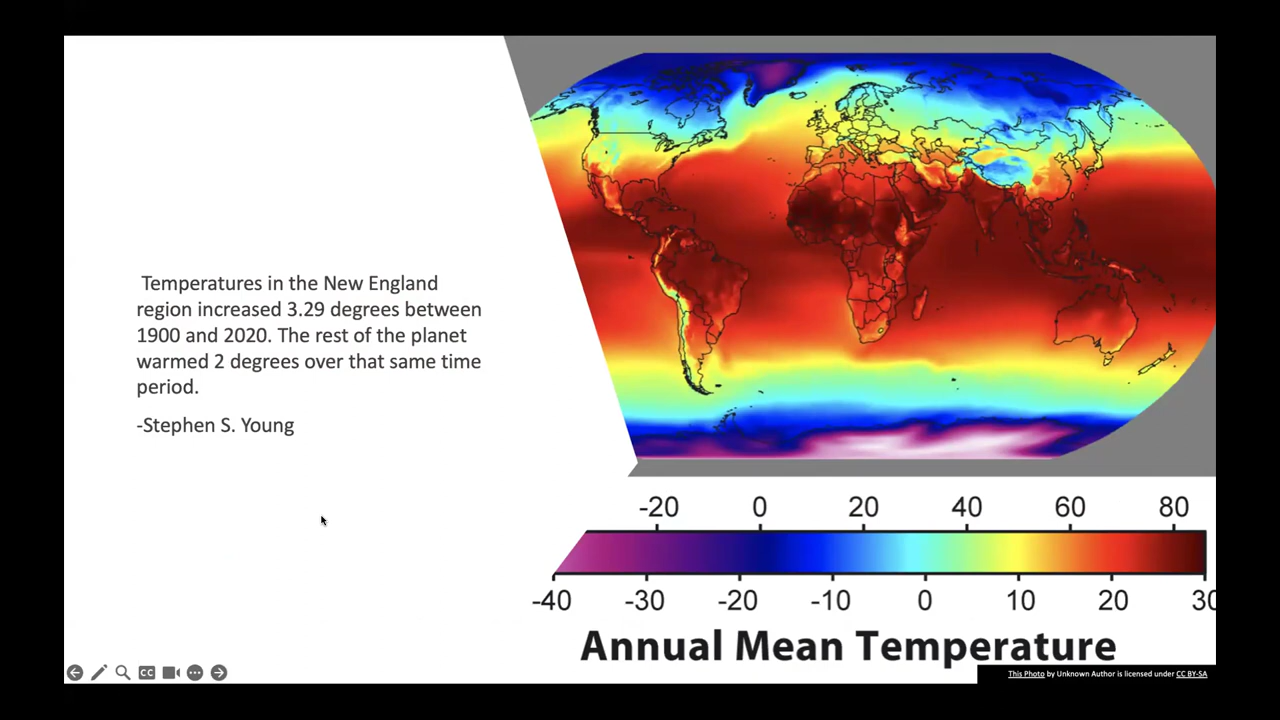 Temperatures in the New England
region increased 3.29 degrees between
1900 and 2020. The rest of the planet
warmed 2 degrees over that same time
period.
-Stephen S. Young
-20 0 20 40 60 80
-40 -30 -20 -10 0 10 20 30
Annual Mean Temperature
This Photo by Unknown Author is licensed under CC BY-SA
CC